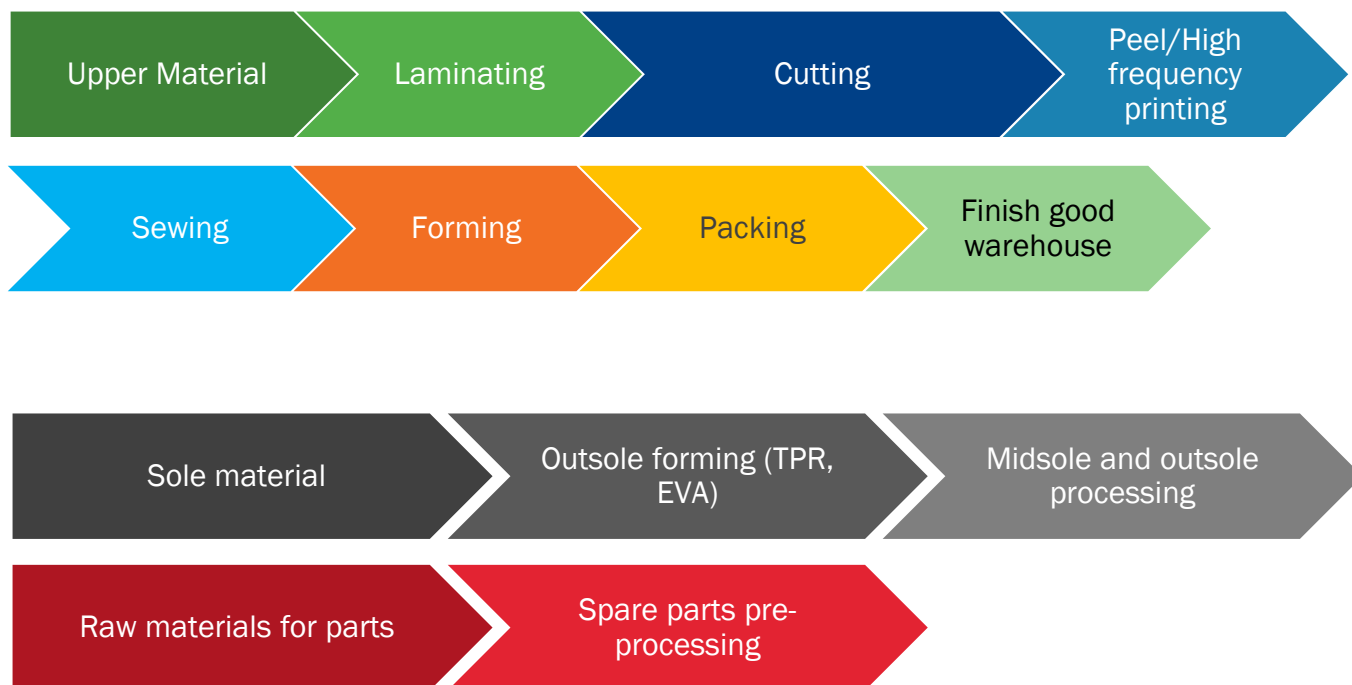 Upper Material
Laminating
Cutting
Peel/High
frequency
printing
Sewing
Forming
Packing
Finish good
warehouse
Sole material
Outsole forming (TPR,
EVA)
Midsole and outsole
processing
Raw materials for parts
Spare parts pre-
processing